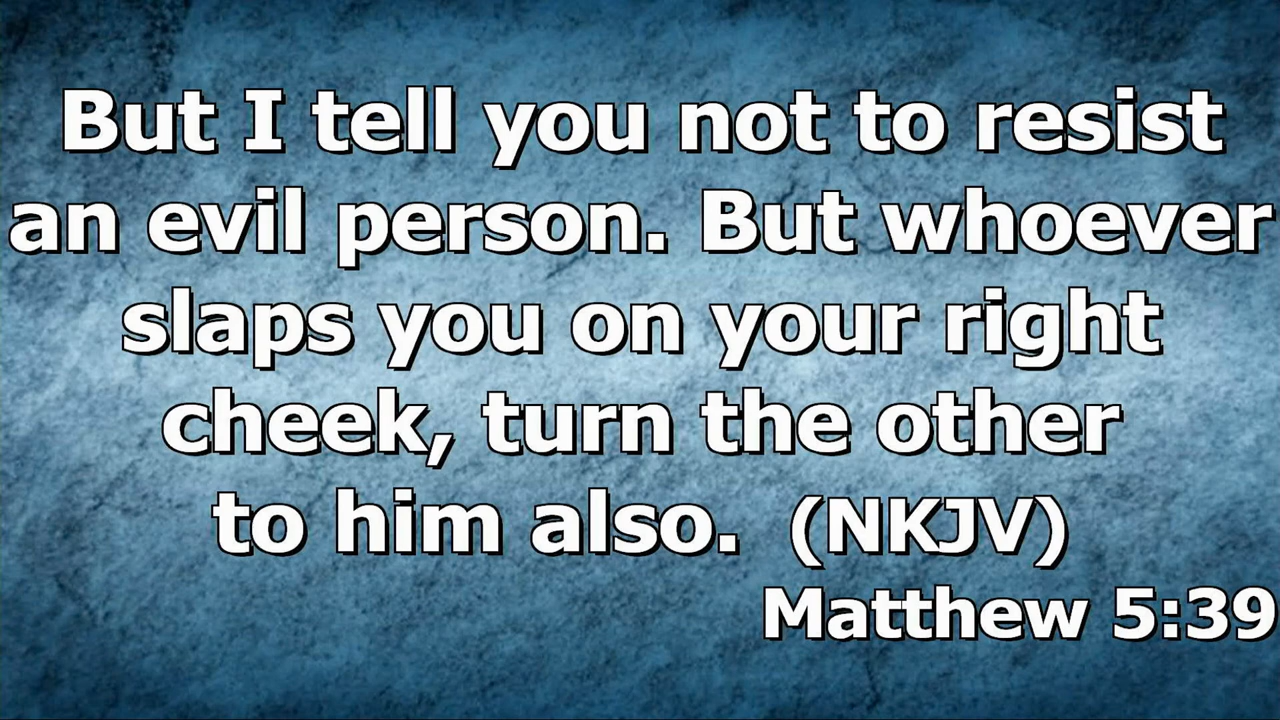 But I tell you not to resist
an evil person. But whoever
slaps you on your right
cheek, turn the other
to him also. (NKJV)
Matthew 5:39